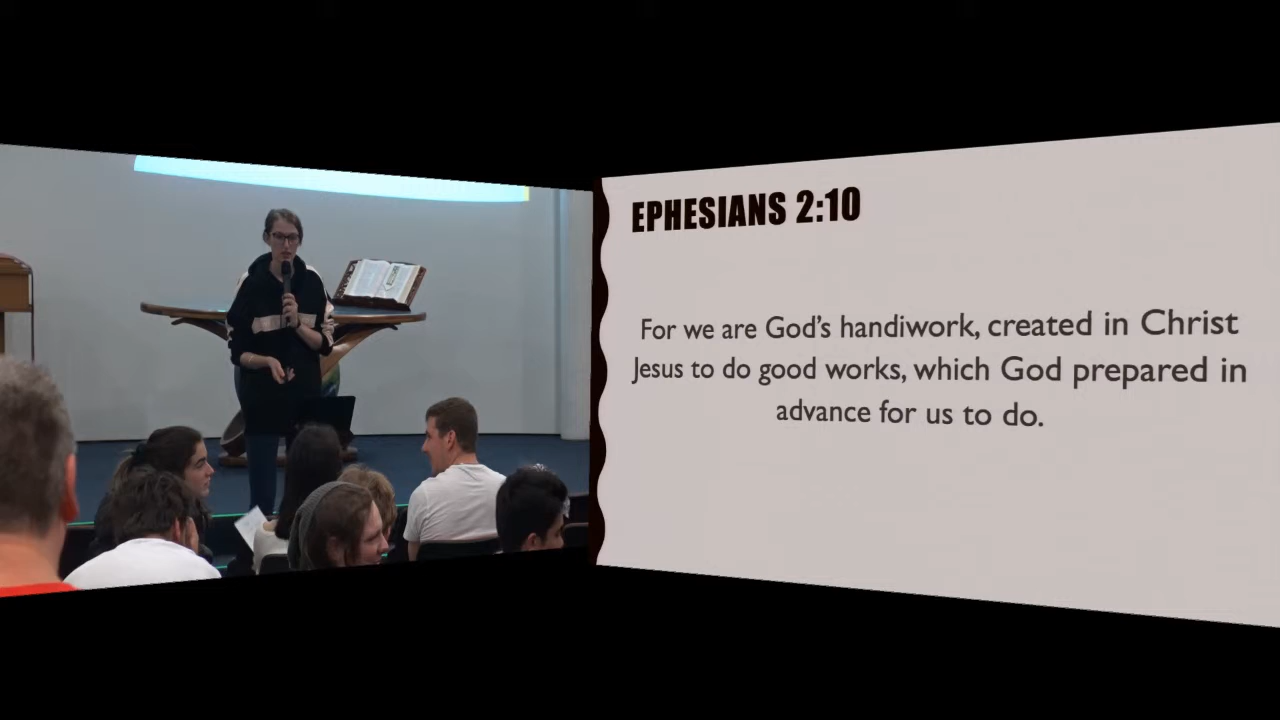 EPHESIANS 2:10
For we are God's handiwork, created in Christ
Jesus to do good works, which God prepared in
advance for us to do.